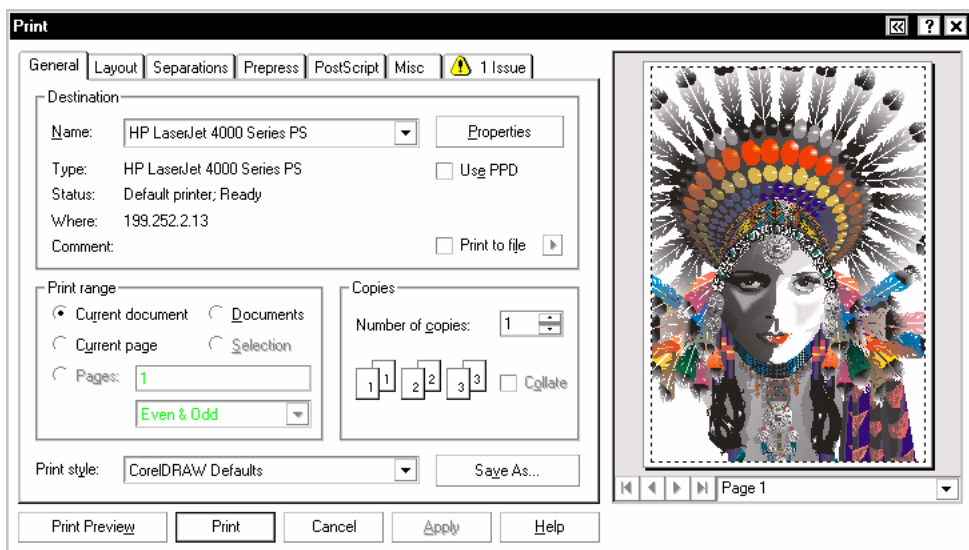 Print
General Layout Separations Prepress PostScript Misc 1 Issue
Destination
Name: HP LaserJet 4000 Series PS Properties
Type: HP LaserJet 4000 Series PS Use PPD
Status: Default printer; Ready
Where: 199.252.2.13
Comment: Print to file
Print range Copies
Current document Documents Number of copies: 1
Current page Selection
Pages: 1 1 1 2 2 3 3 Collate
Even & Odd
Print style: CorelDRAW Defaults Save As...
Page 1
Print Preview Print Cancel Apply Help